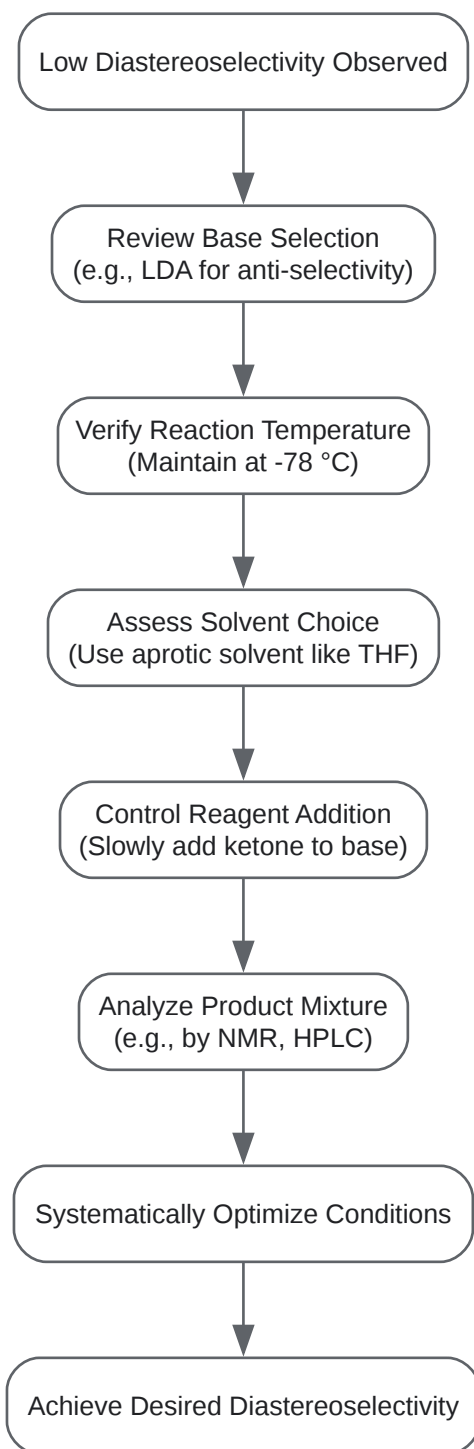 Low Diastereoselectivity Observed
Review Base Selection
(e.g., LDA for anti-selectivity)
Verify Reaction Temperature
(Maintain at -78 °C)
Assess Solvent Choice
(Use aprotic solvent like THF)
Control Reagent Addition
(Slowly add ketone to base)
Analyze Product Mixture
(e.g., by NMR, HPLC)
Systematically Optimize Conditions
Achieve Desired Diastereoselectivity